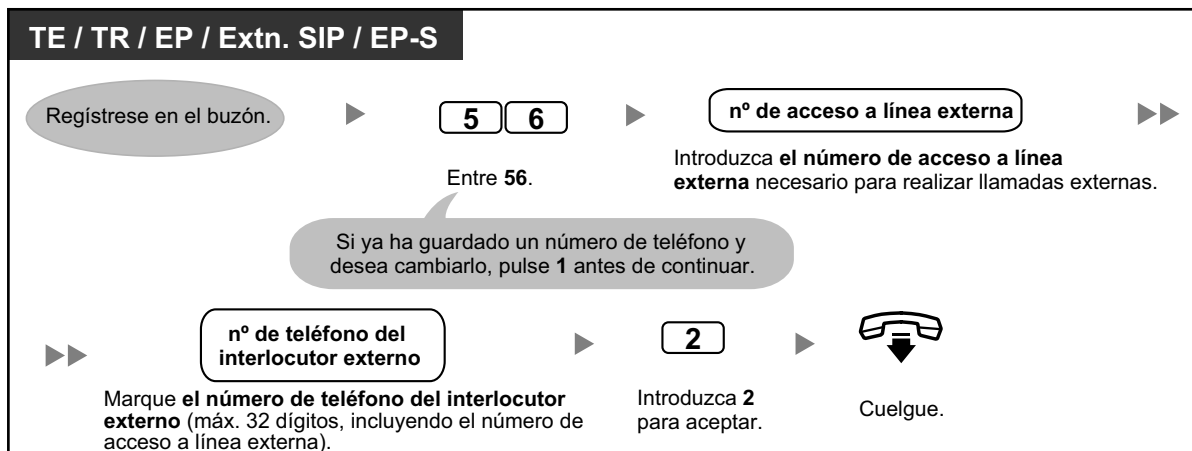 TE / TR / EP / Extn. SIP / EP-S
Regístrese en el buzón.
5 6
nº de acceso a línea externa
Entre 56.
Introduzca el número de acceso a línea
externa necesario para realizar llamadas externas.
Si ya ha guardado un número de teléfono y
desea cambiarlo, pulse 1 antes de continuar.
nº de teléfono del
interlocutor externo
2
Marque el número de teléfono del interlocutor
externo (máx. 32 dígitos, incluyendo el número de
acceso a línea externa).
Introduzca 2
para aceptar.
Cuelgue.